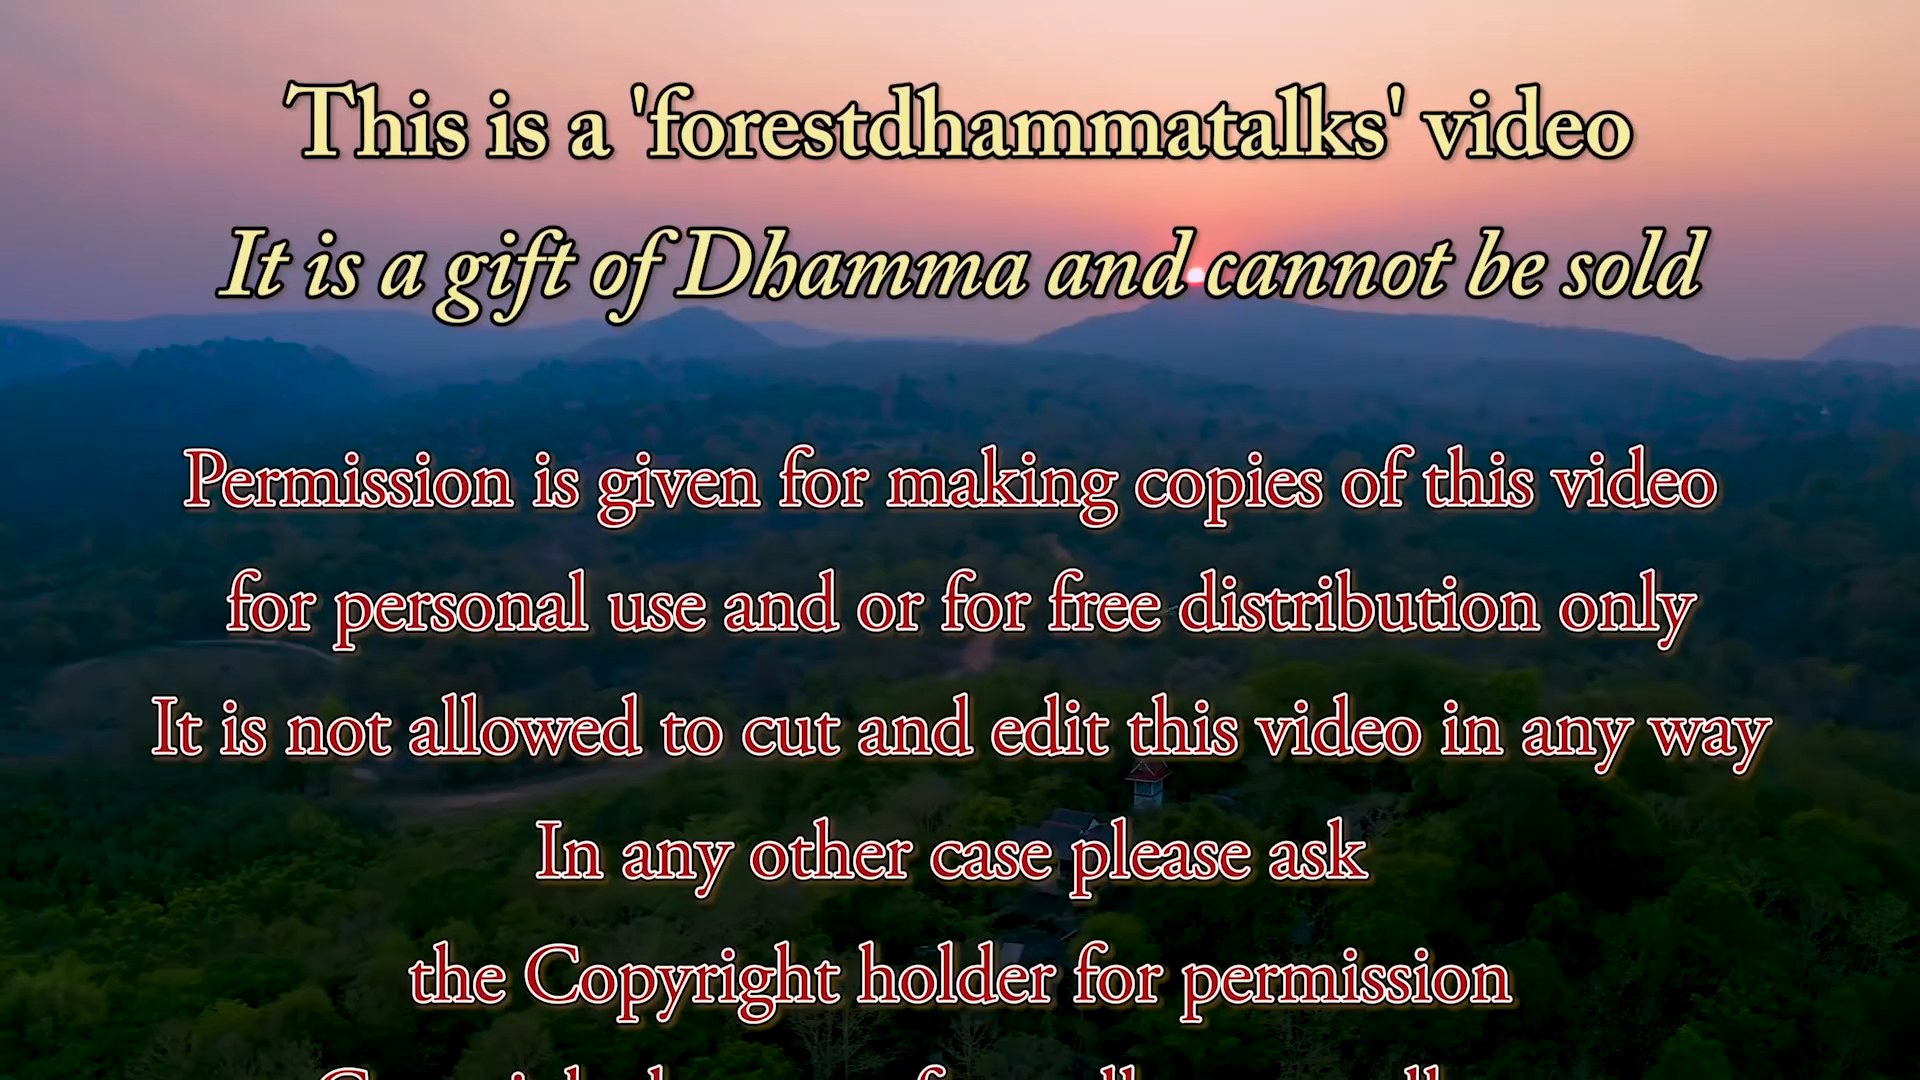 This is a 'forestdhammatalks' video
It is a gift of Dhamma and cannot be sold
Permission is given for making copies of this video
for personal use and or for free distribution only
It is not allowed to cut and edit this video in any way
In any other case please ask
the Copyright holder for permission